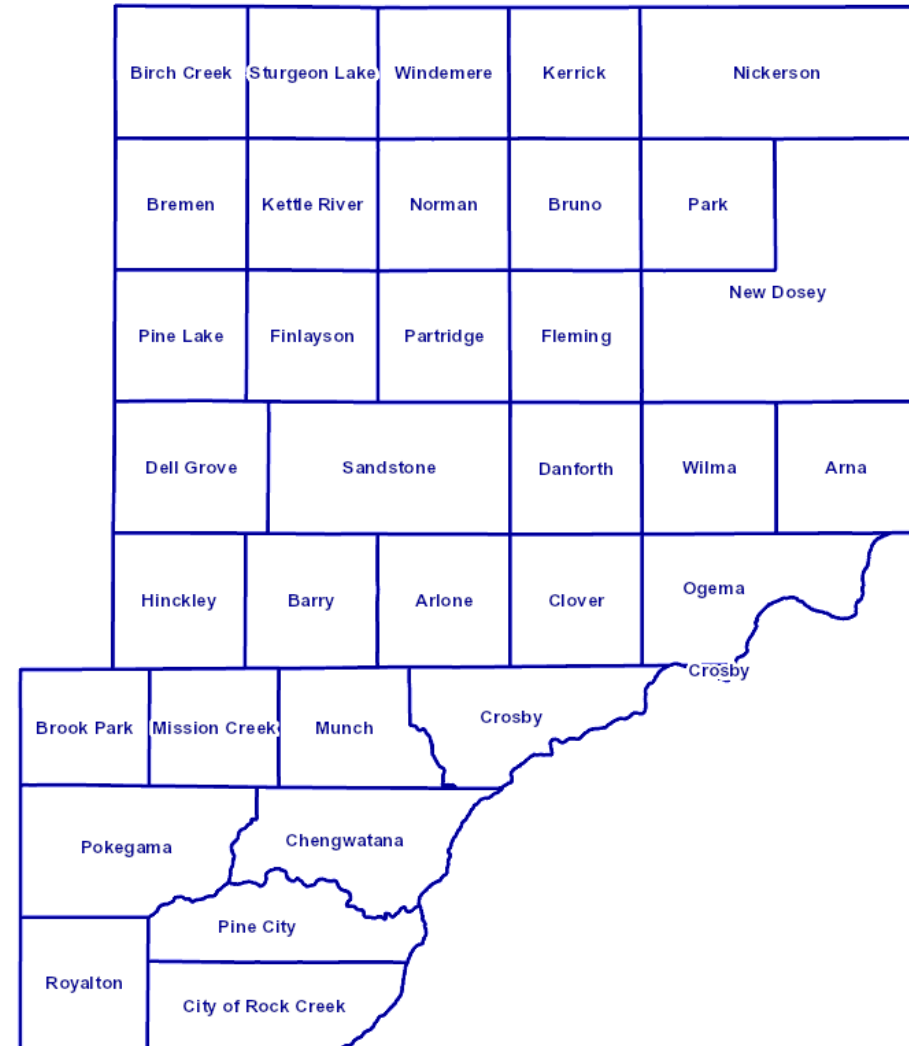 Birch Creek
Sturgeon Lake
Windemere
Kerrick
Nickerson
Bremen
Kettle River
Norman
Bruno
Park
New Dosey
Pine Lake
Finlayson
Partridge
Fleming
Dell Grove
Sandstone
Danforth
Wilma
Arna
Hinckley
Barry
Arlone
Clover
Ogema
Crosby
Brook Park
Mission Creek
Munch
Crosby
Pokegama
Chengwatana
Pine City
Royalton
City of Rock Creek